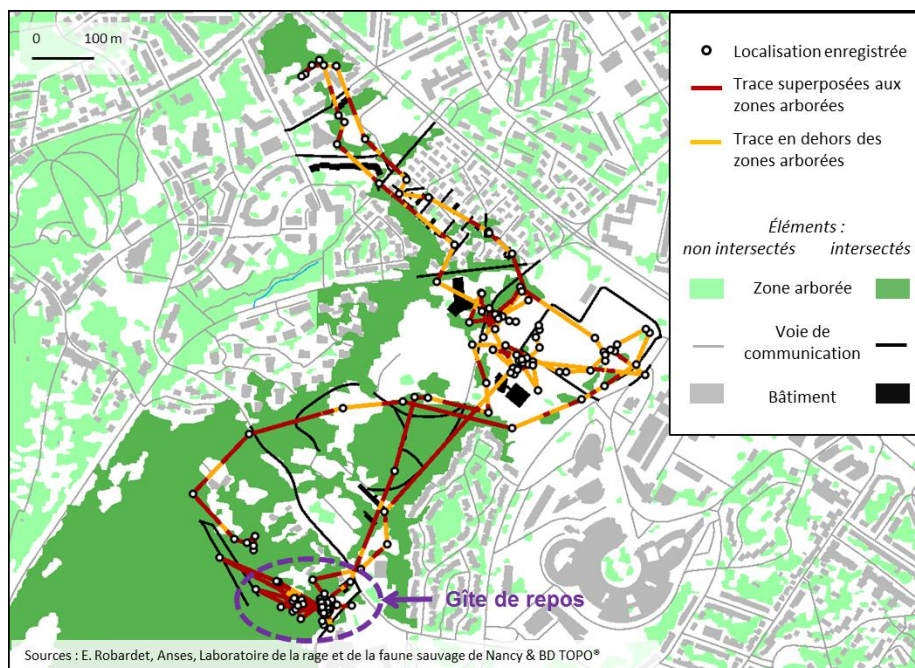 0 100 m
Localisation enregistrée
Trace superposées aux
zones arborées
Trace en dehors des
zones arborées
Éléments :
non intersectés intersectés
Zone arborée
Voie de
communication
Bâtiment
Gîte de repos
Sources : E. Robardet, Anses, Laboratoire de la rage et de la faune sauvage de Nancy & BD TOPO®